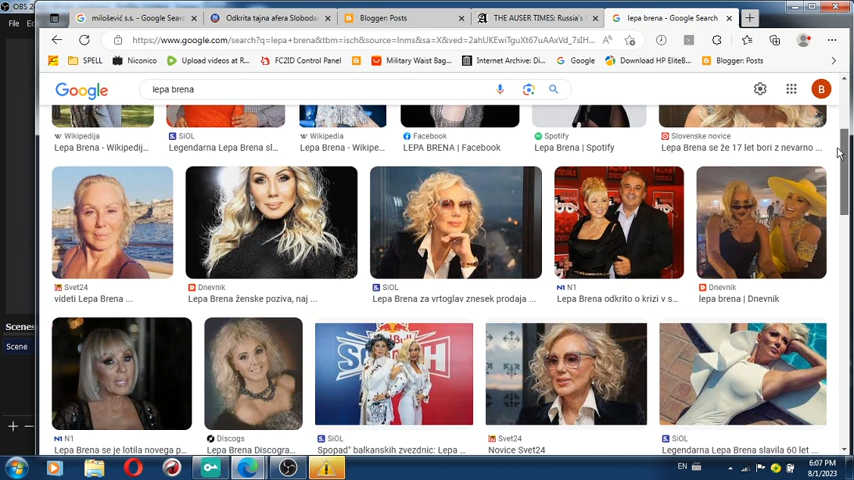 OBS 2
milošević s.s. - Google Searc
Odkrita tajna afera Slobodan
Blogger: Posts
THE AUSER TIMES: Russia's
lepa brena - Google Search
File
https://www.google.com/search?q=lepa+brena&tbm=isch&source=lnms&sa=X&ved=2ahUKEwiTguXt67uAAxVd_7sIH...
SPELL
Niconico
Upload videos at R...
FC2ID Control Panel
Military Waist Bag...
Internet Archive: Di...
Google
Download HP EliteB...
Blogger: Posts
Google
lepa brena
B
Wikipedija
SiOL
Wikipedia
Facebook
Spotify
Slovenske novice
Lepa Brena - Wikipedij...
Legendarna Lepa Brena sl...
Lepa Brena - Wikipe...
LEPA BRENA | Facebook
Lepa Brena | Spotify
Lepa Brena se že 17 let bori z nevarno ...
Svet24
Dnevnik
SiOL
N1
Dnevnik
videti Lepa Brena ...
Lepa Brena ženske poziva, naj ...
Lepa Brena za vrtoglav znesek prodaja ...
Lepa Brena odkrito o krizi v s...
lepa brena | Dnevnik
Scenes
Scene
Red Bull
N1
Discogs
SiOL
Svet24
SiOL
Lepa Brena se je lotila novega p...
Lepa Brena Discogra...
Spopad" balkanskih zvezdnic: Lepa ...
Novice Svet24
Legendarna Lepa Brena slavila 60 let ...
EN
6:07 PM
8/1/2023